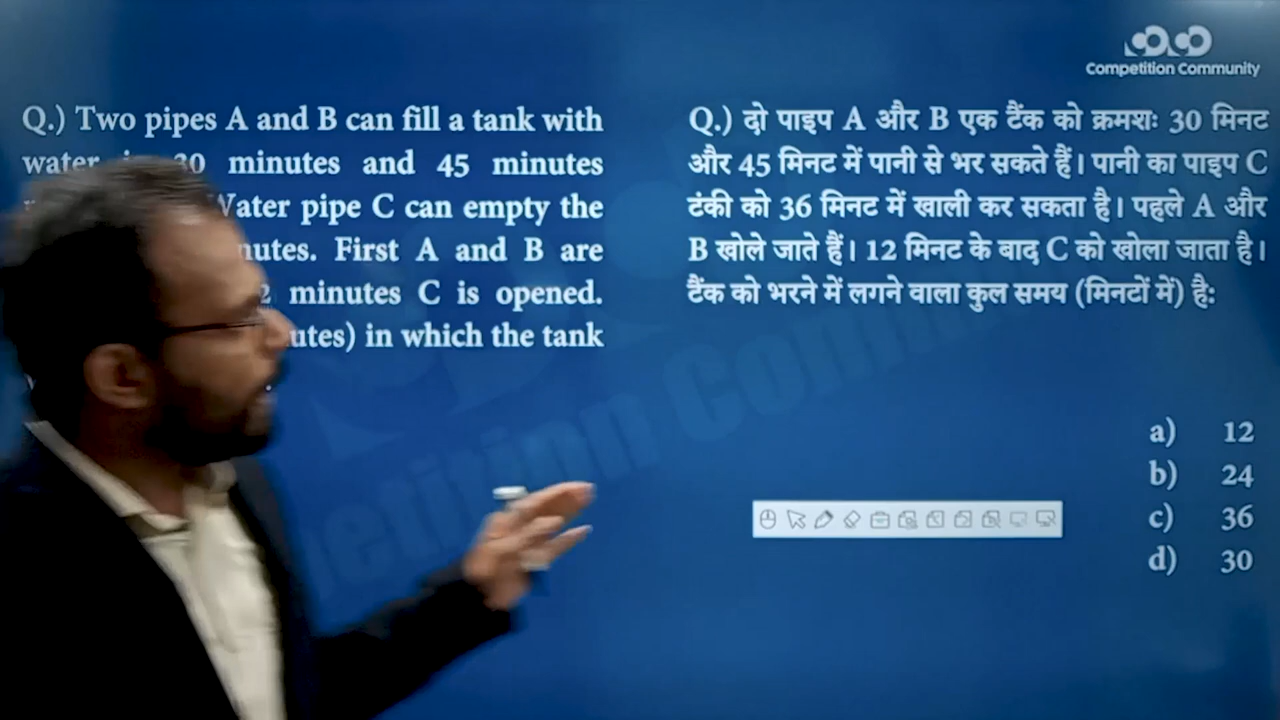 Competition Community
Q.) Two pipes A and B can fill a tank with
water 30 minutes and 45 minutes
Water pipe C can empty the
First A and B are
minutes C is opened.
in which the tank
Q.) दो पाइप A और B एक टैंक को क्रमशः 30 मिनट
और 45 मिनट में पानी से भर सकते हैं। पानी का पाइप C
टंकी को 36 मिनट में खाली कर सकता है। पहले A और
B खोले जाते हैं। 12 मिनट के बाद C को खोला जाता है।
टैंक को भरने में लगने वाला कुल समय (मिनटों में) है:
a) 12
b) 24
c) 36
d) 30